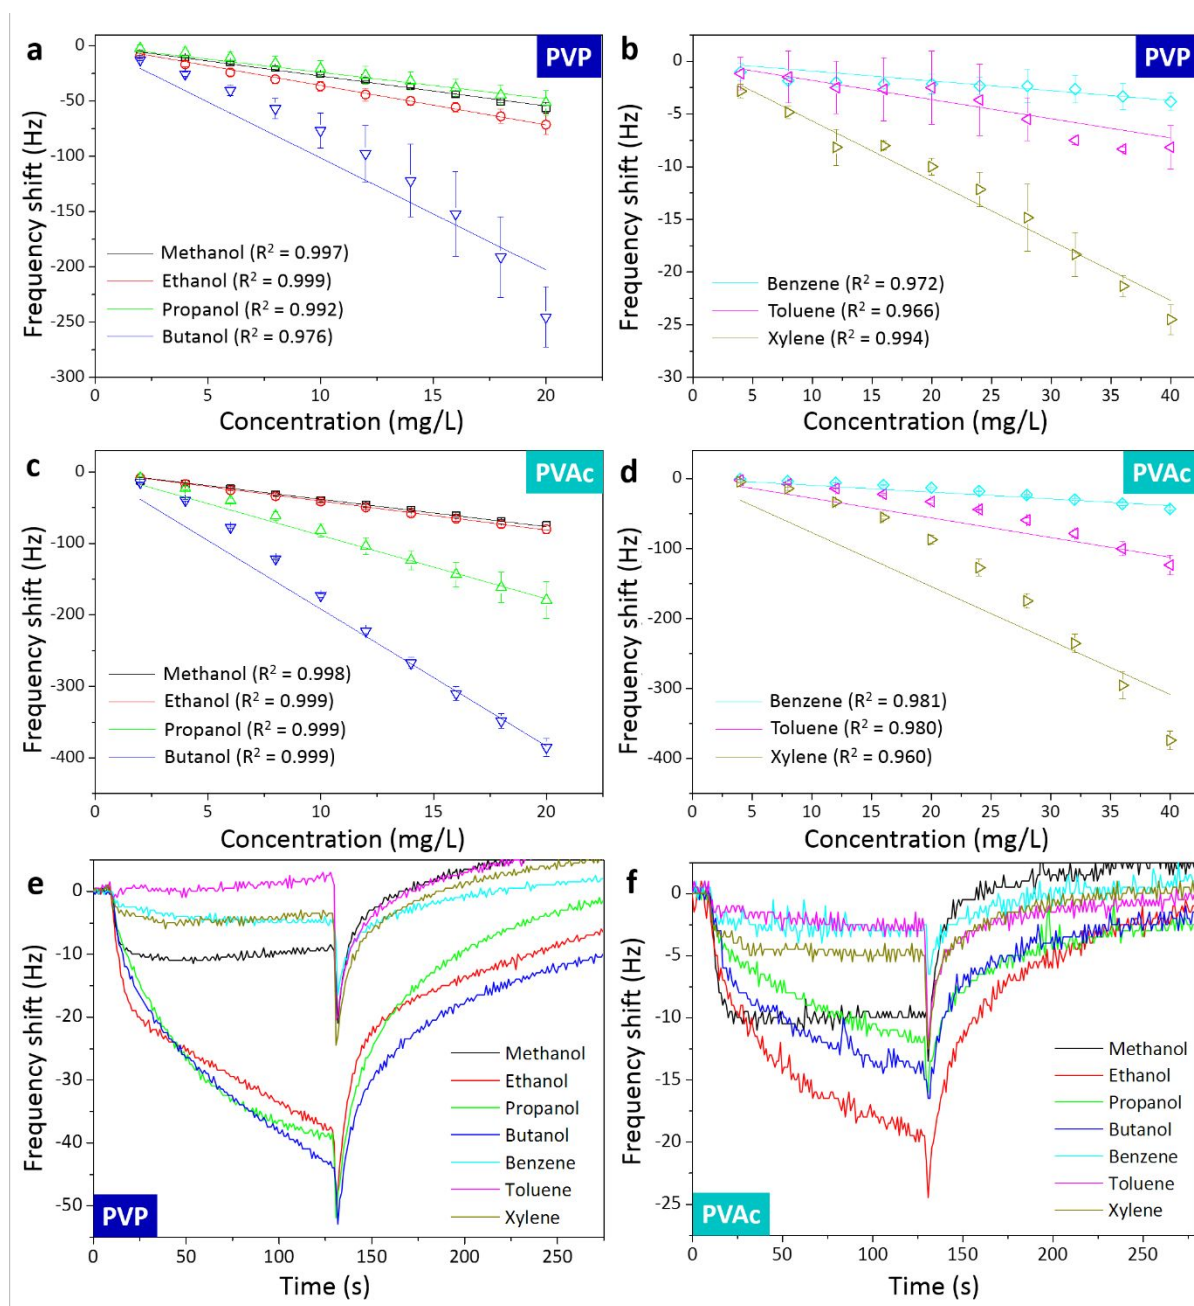 a
PVP
Frequency shift (Hz)
0
-50
-100
-150
-200
-250
-300
Methanol (R² = 0.997)
Ethanol (R² = 0.999)
Propanol (R² = 0.992)
Butanol (R² = 0.976)
0 5 10 15 20
Concentration (mg/L)
b
PVP
Frequency shift (Hz)
0
-5
-10
-15
-20
-25
-30
Benzene (R² = 0.972)
Toluene (R² = 0.966)
Xylene (R² = 0.994)
0 5 10 15 20 25 30 35 40
Concentration (mg/L)
c
PVAc
Frequency shift (Hz)
0
-100
-200
-300
-400
Methanol (R² = 0.998)
Ethanol (R² = 0.999)
Propanol (R² = 0.999)
Butanol (R² = 0.999)
0 5 10 15 20
Concentration (mg/L)
d
PVAc
Frequency shift (Hz)
0
-100
-200
-300
-400
Benzene (R² = 0.981)
Toluene (R² = 0.980)
Xylene (R² = 0.960)
0 5 10 15 20 25 30 35 40
Concentration (mg/L)
e
Frequency shift (Hz)
0
-10
-20
-30
-40
-50
Methanol
Ethanol
Propanol
Butanol
Benzene
Toluene
Xylene
PVP
0 50 100 150 200 250
Time (s)
f
Frequency shift (Hz)
0
-5
-10
-15
-20
-25
Methanol
Ethanol
Propanol
Butanol
Benzene
Toluene
Xylene
PVAc
0 50 100 150 200 250
Time (s)